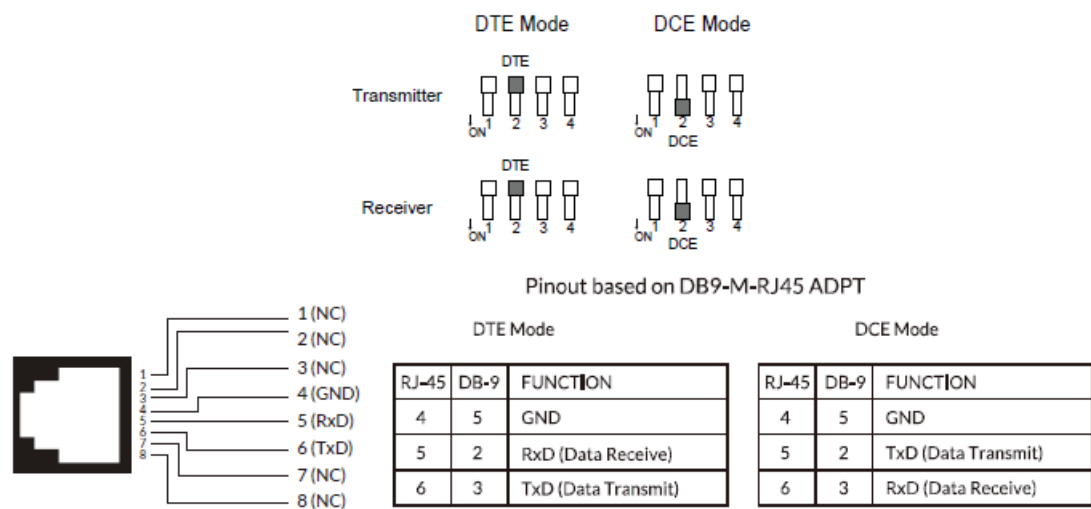 DTE Mode DCE Mode
DTE
Transmitter
ON 1 2 3 4 ON 1 2 3 4
DCE
DTE
Receiver
ON 1 2 3 4 ON 1 2 3 4
DCE
Pinout based on DB9-M-RJ45 ADPT
1 2 3 4 5 6 7 8
1 (NC)
2 (NC)
3 (NC)
4 (GND)
5 (RxD)
6 (TxD)
7 (NC)
8 (NC)
DTE Mode
RJ-45 DB-9 FUNCTION
4 5 GND
5 2 RxD (Data Receive)
6 3 TxD (Data Transmit)
DCE Mode
RJ-45 DB-9 FUNCTION
4 5 GND
5 2 TxD (Data Transmit)
6 3 RxD (Data Receive)